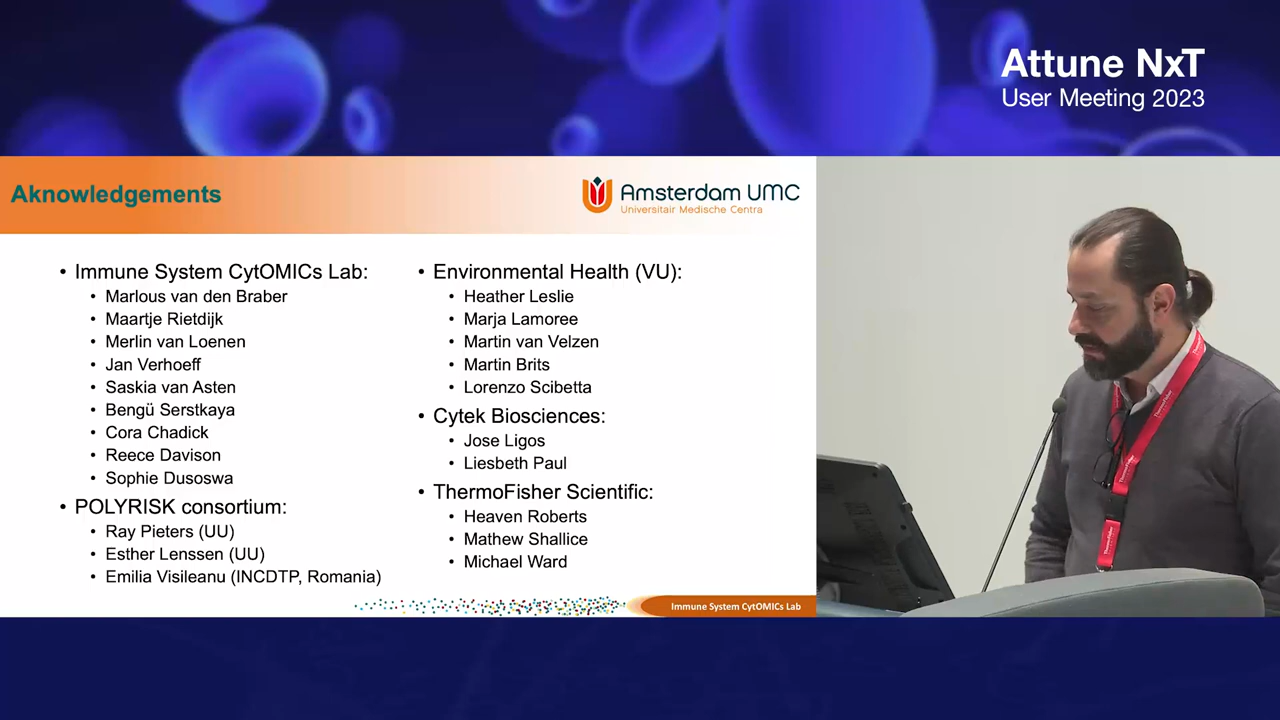 Attune NxT
User Meeting 2023
Aknowledgements
Amsterdam UMC
Universitair Medische Centra
• Immune System CytOMICs Lab:
• Marlous van den Braber
• Maartje Rietdijk
• Merlin van Loenen
• Jan Verhoeff
• Saskia van Asten
• Bengü Serstkaya
• Cora Chadick
• Reece Davison
• Sophie Dusoswa
• POLYRISK consortium:
• Ray Pieters (UU)
• Esther Lenssen (UU)
• Emilia Visileanu (INCDTP, Romania)
• Environmental Health (VU):
• Heather Leslie
• Marja Lamoree
• Martin van Velzen
• Martin Brits
• Lorenzo Scibetta
• Cytek Biosciences:
• Jose Ligos
• Liesbeth Paul
• ThermoFisher Scientific:
• Heaven Roberts
• Mathew Shallice
• Michael Ward
Immune System CytOMICs Lab